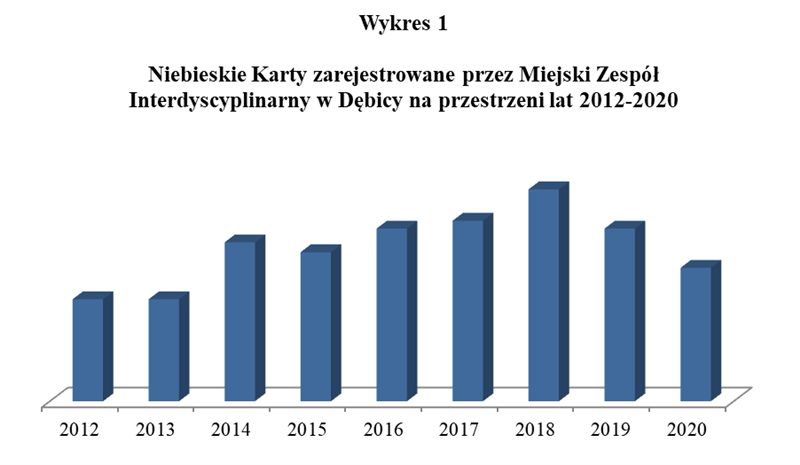 Wykres 1
Niebieskie Karty zarejestrowane przez Miejski Zespół
Interdyscyplinarny w Dębicy na przestrzeni lat 2012-2020
2012 2013 2014 2015 2016 2017 2018 2019 2020